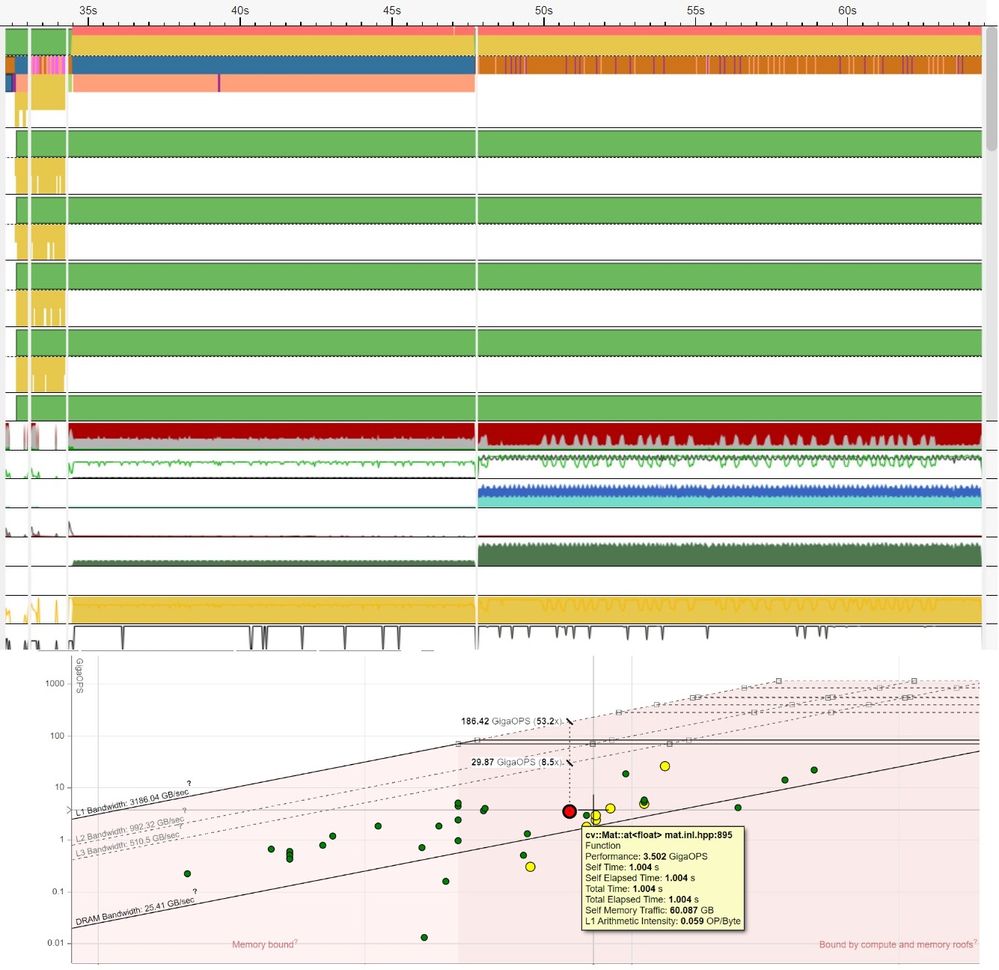 35s 40s 45s 50s 55s 60s
GigaOPS
1000
100
10
1
0.1
0.01
186.42 GigaOPS (53.2x)
29.87 GigaOPS (8.5x)
L1 Bandwidth: 3186.04 GB/sec ?
L2 Bandwidth: 992.32 GB/sec ?
L3 Bandwidth: 510.5 GB/sec ?
DRAM Bandwidth: 25.41 GB/sec ?
cv::Mat::at<float> mat.inl.hpp:895
Function
Performance: 3.502 GigaOPS
Self Time: 1.004 s
Self Elapsed Time: 1.004 s
Total Time: 1.004 s
Total Elapsed Time: 1.004 s
Self Memory Traffic: 60.087 GB
L1 Arithmetic Intensity: 0.059 OP/Byte
Memory bound?
Bound by compute and memory roofs?